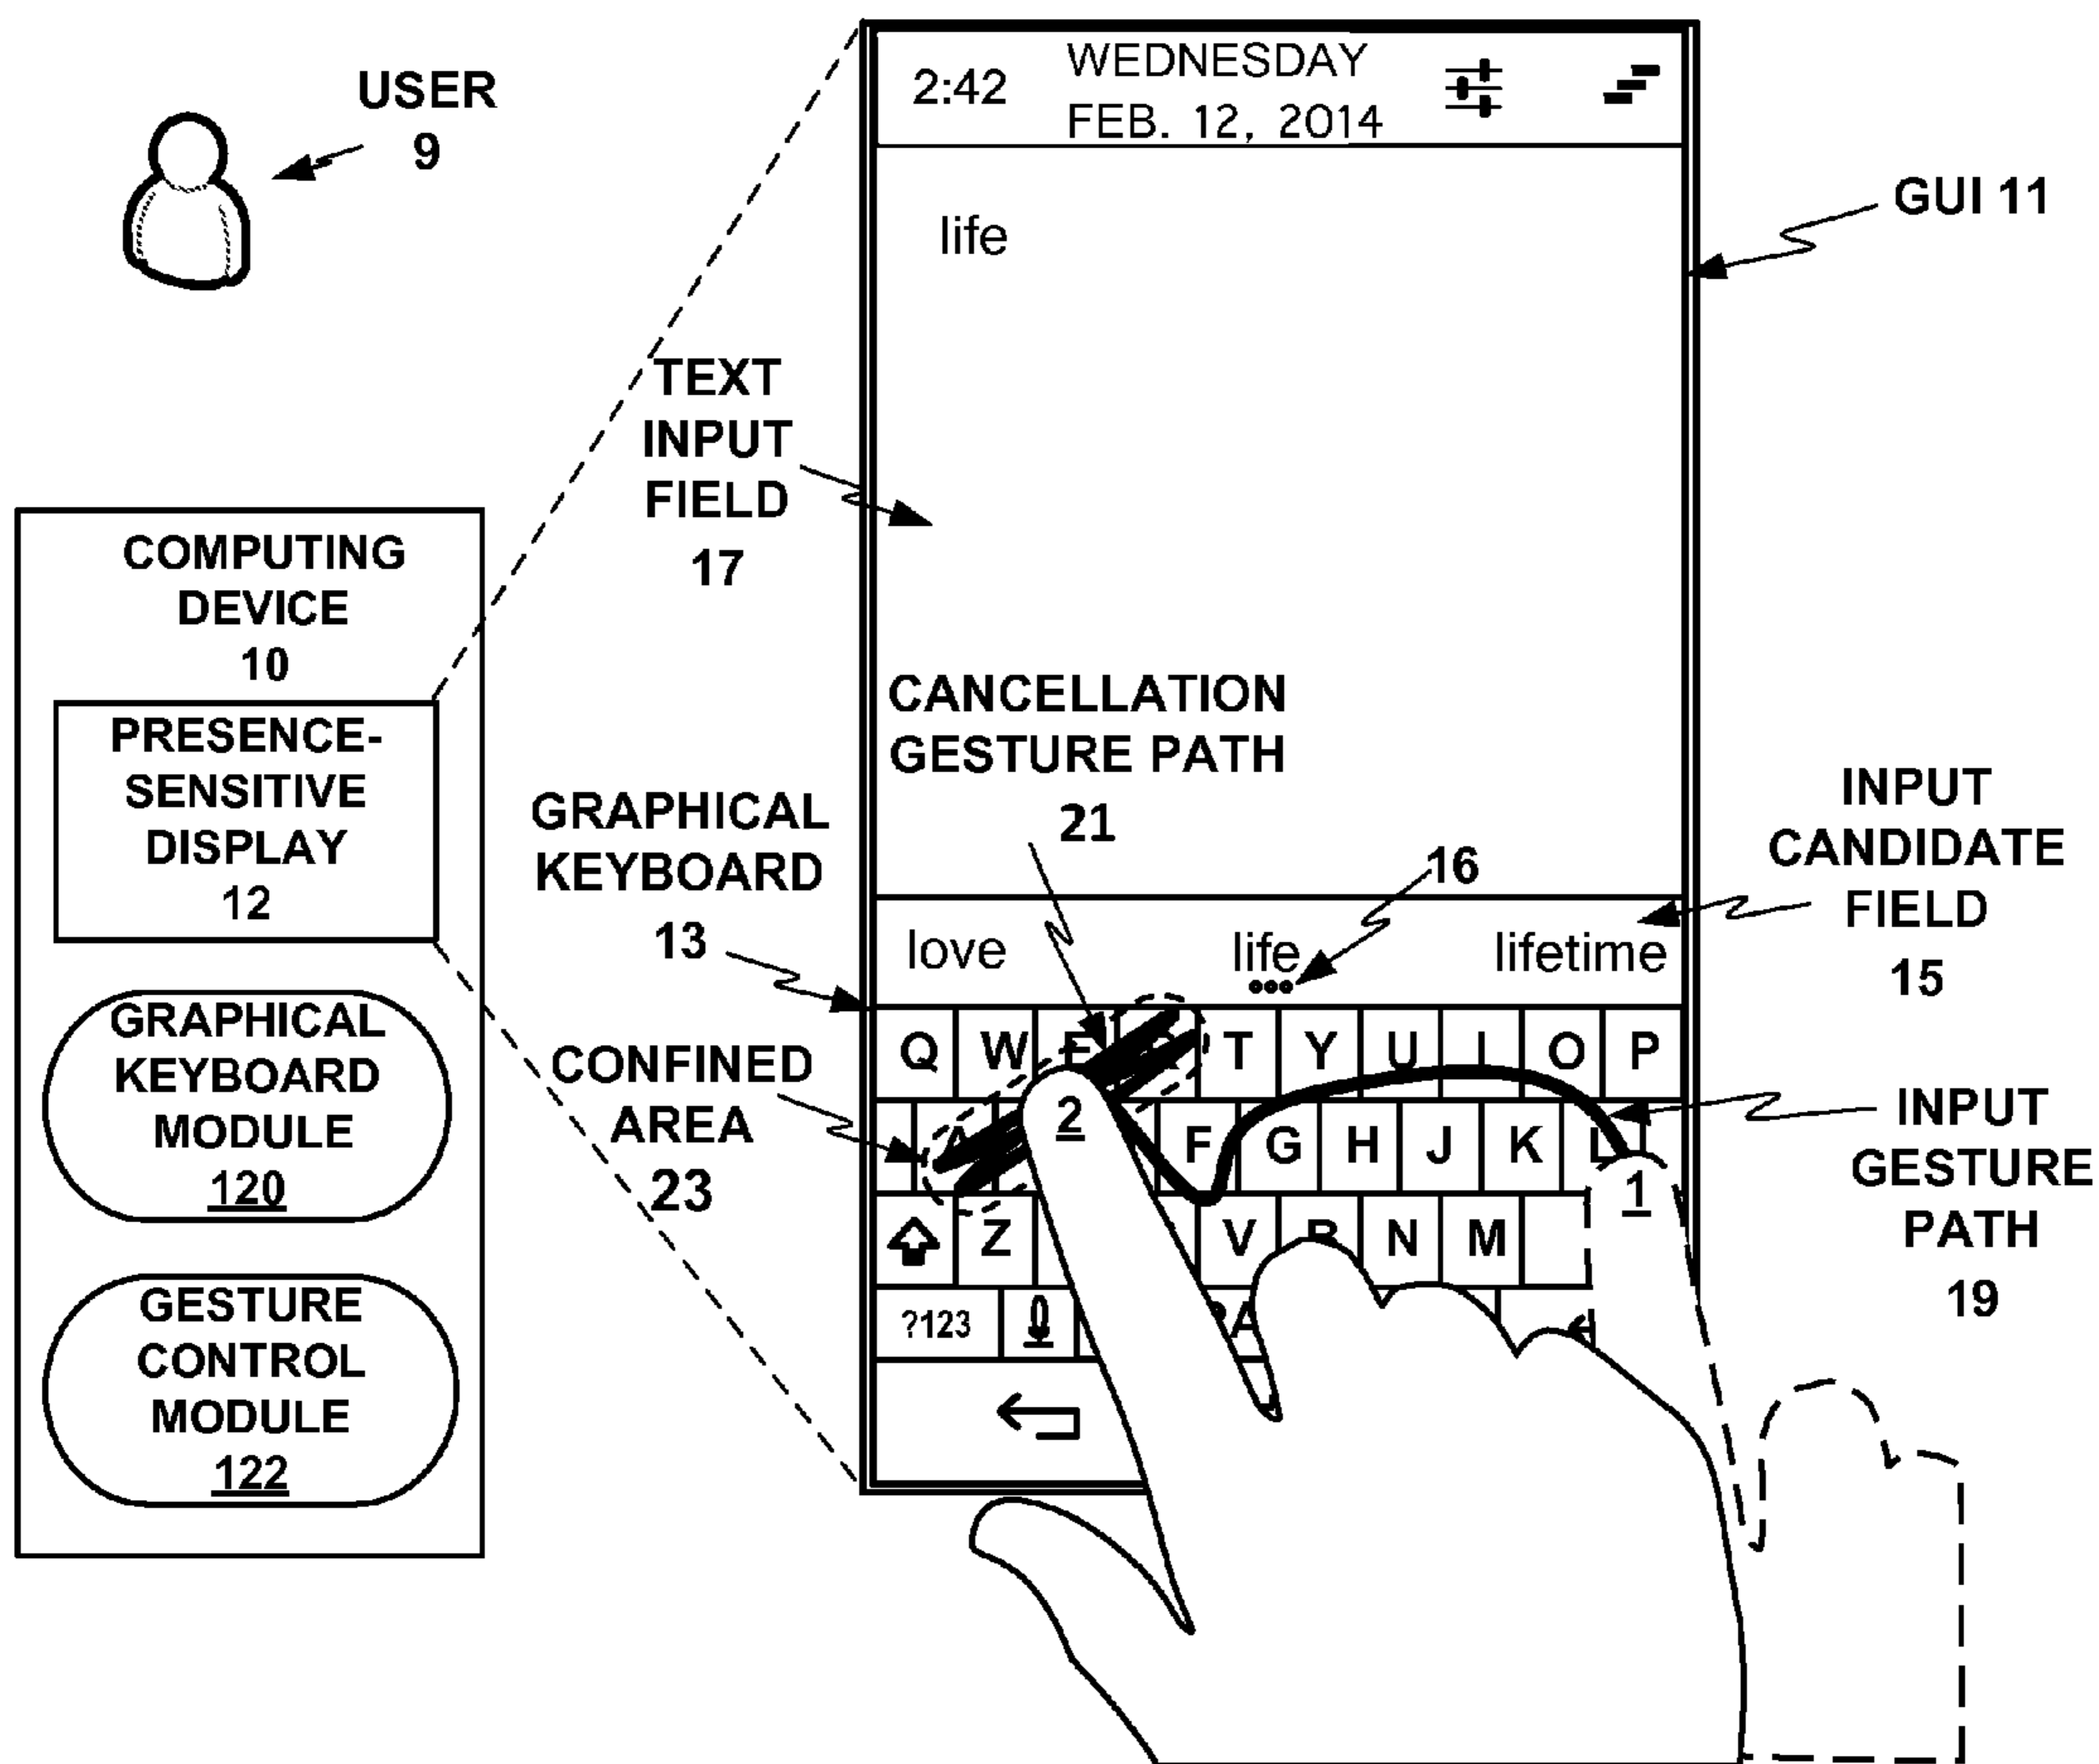 USER
9
COMPUTING
DEVICE
10
PRESENCE-
SENSITIVE
DISPLAY
12
GRAPHICAL
KEYBOARD
MODULE
120
GESTURE
CONTROL
MODULE
122
2:42
WEDNESDAY
FEB. 12, 2014
life
GUI 11
TEXT
INPUT
FIELD
17
CANCELLATION
GESTURE PATH
21
GRAPHICAL
KEYBOARD
13
16
INPUT
CANDIDATE
FIELD
15
love life lifetime
CONFINED
AREA
23
Q W E T Y U I O P
A F G H J K L
Z V B N M
?123
2
1
INPUT
GESTURE
PATH
19